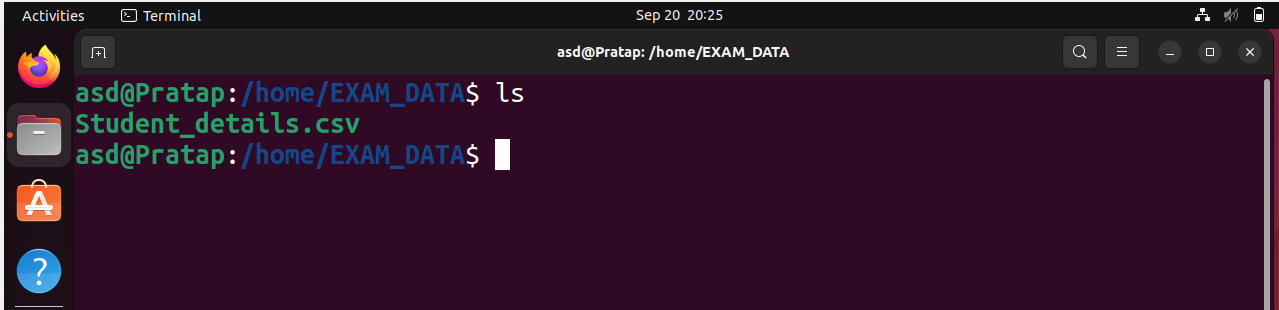 Activities Terminal Sep 20 20:25
asd@Pratap: /home/EXAM_DATA
asd@Pratap:/home/EXAM_DATA$ ls
Student_details.csv
asd@Pratap:/home/EXAM_DATA$